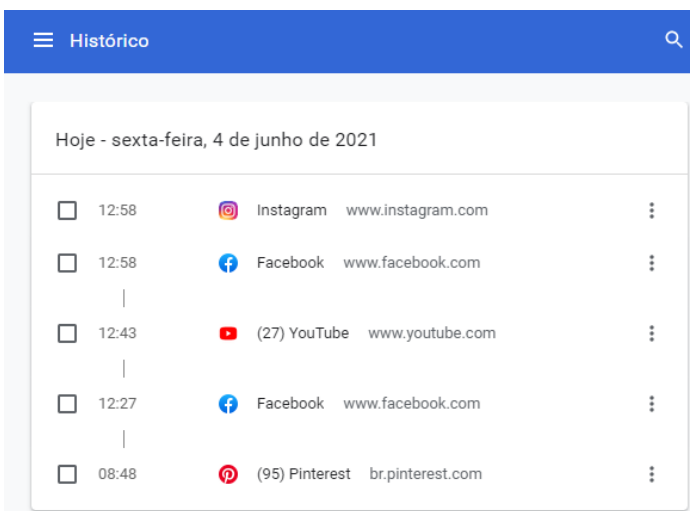 Histórico
Hoje - sexta-feira, 4 de junho de 2021
12:58 Instagram www.instagram.com
12:58 Facebook www.facebook.com
12:43 (27) YouTube www.youtube.com
12:27 Facebook www.facebook.com
08:48 (95) Pinterest br.pinterest.com